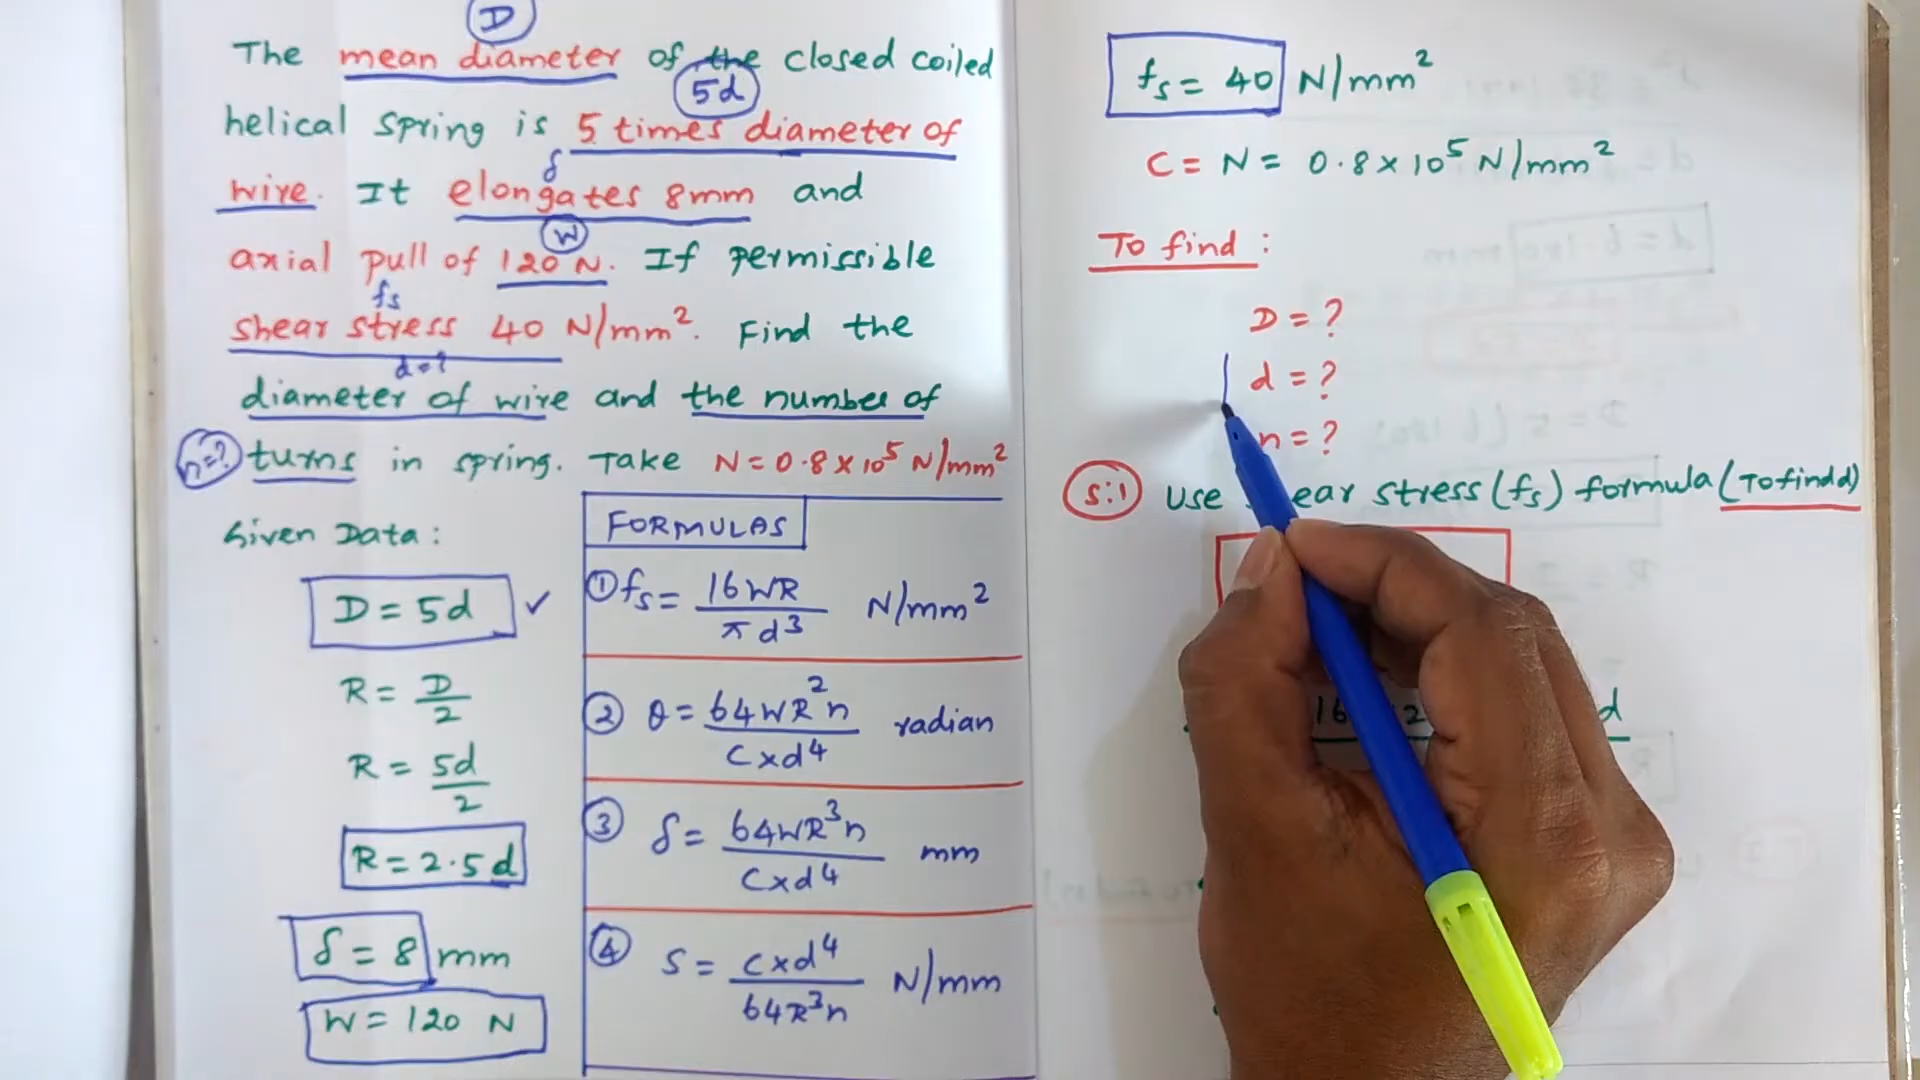 D
The mean diameter of the closed coiled
5d
helical spring is 5 times diameter of
δ
wire. It elongates 8mm and
W
axial pull of 120 N. If permissible
fs
shear stress 40 N/mm². Find the
d=?
diameter of wire and the number of
n=? turns in spring. Take N = 0.8 × 10⁵ N/mm²
Given Data:
D = 5d ✓
R = D/2
R = 5d/2
R = 2.5d
δ = 8 mm
W = 120 N
FORMULAS
① fs = 16WR/πd³ N/mm²
② θ = 64WR²n/C×d⁴ radian
③ δ = 64WR³n/C×d⁴ mm
④ S = C×d⁴/64R³n N/mm
fs = 40 N/mm²
C = N = 0.8 × 10⁵ N/mm²
To find :
D = ?
d = ?
n = ?
S:1 Use ear stress (fs) formula (To find d)
16 2 d